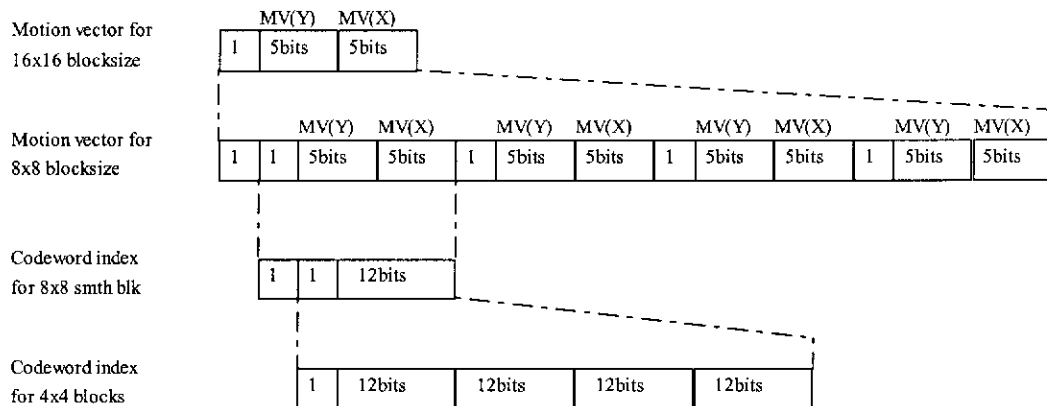 Motion vector for
16x16 blocksize
MV(Y) MV(X)
1 5bits 5bits
Motion vector for
8x8 blocksize
MV(Y) MV(X) MV(Y) MV(X) MV(Y) MV(X) MV(Y) MV(X)
1 1 5bits 5bits 1 5bits 5bits 1 5bits 5bits 1 5bits 5bits
Codeword index
for 8x8 smth blk
1 1 12bits
Codeword index
for 4x4 blocks
1 12bits 12bits 12bits 12bits